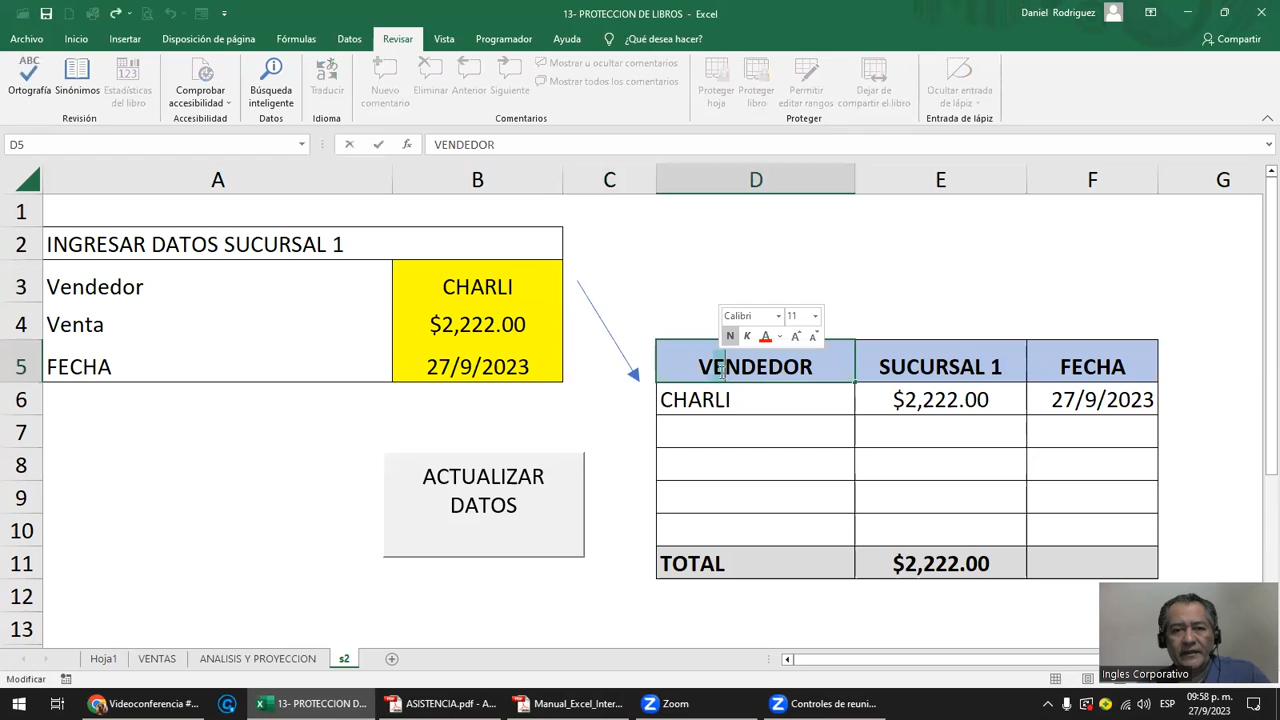 13- PROTECCION DE LIBROS - Excel
Daniel Rodriguez
Archivo Inicio Insertar Disposición de página Fórmulas Datos Revisar Vista Programador Ayuda ¿Qué desea hacer? Compartir
ABC
Ortografía Sinónimos Estadísticas del libro
Comprobar accesibilidad
Búsqueda inteligente
Traducir
Nuevo comentario Eliminar Anterior Siguiente
Mostrar u ocultar comentarios
Mostrar todos los comentarios
Proteger hoja Proteger libro Permitir editar rangos Dejar de compartir el libro
Ocultar entrada de lápiz
Revisión Accesibilidad Datos Idioma Comentarios Proteger Entrada de lápiz
D5 fx VENDEDOR
A B C D E F G
1
2 INGRESAR DATOS SUCURSAL 1
3 Vendedor CHARLI
Calibri 11
4 Venta $2,222.00
N K A A A
5 FECHA 27/9/2023 VENDEDOR SUCURSAL 1 FECHA
6 CHARLI $2,222.00 27/9/2023
7
8
9
10
ACTUALIZAR
DATOS
11 TOTAL $2,222.00
12
13
Ingles Corporativo
Hoja1 VENTAS ANALISIS Y PROYECCION s2
Modificar
Videoconferencia #... 13- PROTECCION D... ASISTENCIA.pdf - A... Manual_Excel_Inter... Zoom Controles de reuni... ESP
09:58 p. m.
27/9/2023